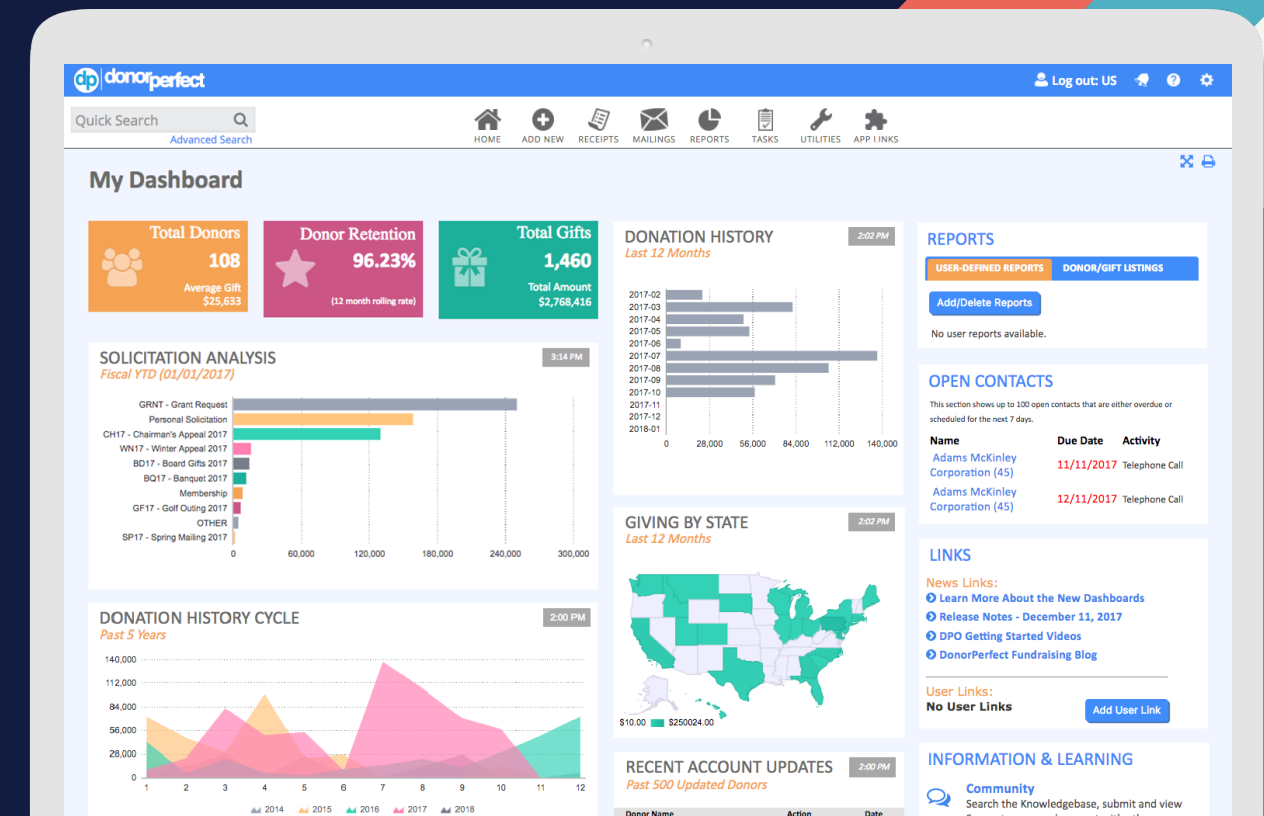 dp donorperfect
Log out: US
Quick Search
Advanced Search
HOME
ADD NEW
RECEIPTS
MAILINGS
REPORTS
TASKS
UTILITIES
APP LINKS
My Dashboard
Total Donors
108
Average Gift
$25,633
Donor Retention
96.23%
(12 month rolling rate)
Total Gifts
1,460
Total Amount
$2,768,416
SOLICITATION ANALYSIS
3:14 PM
Fiscal YTD (01/01/2017)
GRNT - Grant Request
Personal Solicitation
CH17 - Chairman's Appeal 2017
WN17 - Winter Appeal 2017
BD17 - Board Gifts 2017
BQ17 - Banquet 2017
Membership
GF17 - Golf Outing 2017
OTHER
SP17 - Spring Mailing 2017
0 60,000 120,000 180,000 240,000 300,000
DONATION HISTORY CYCLE
2:00 PM
Past 5 Years
140,000
112,000
84,000
56,000
28,000
0
1 2 3 4 5 6 7 8 9 10 11 12
2014 2015 2016 2017 2018
DONATION HISTORY
2:02 PM
Last 12 Months
2017-02
2017-03
2017-04
2017-05
2017-06
2017-07
2017-08
2017-09
2017-10
2017-11
2017-12
2018-01
0 28,000 56,000 84,000 112,000 140,000
GIVING BY STATE
2:02 PM
Last 12 Months
$10.00 $250024.00
RECENT ACCOUNT UPDATES
2:00 PM
Past 500 Updated Donors
Donor Name Action Date
REPORTS
USER-DEFINED REPORTS
DONOR/GIFT LISTINGS
Add/Delete Reports
No user reports available.
OPEN CONTACTS
This section shows up to 100 open contacts that are either overdue or
scheduled for the next 7 days.
Name Due Date Activity
Adams McKinley
Corporation (45) 11/11/2017 Telephone Call
Adams McKinley
Corporation (45) 12/11/2017 Telephone Call
LINKS
News Links:
Learn More About the New Dashboards
Release Notes - December 11, 2017
DPO Getting Started Videos
DonorPerfect Fundraising Blog
User Links:
No User Links
Add User Link
INFORMATION & LEARNING
Community
Search the Knowledgebase, submit and view